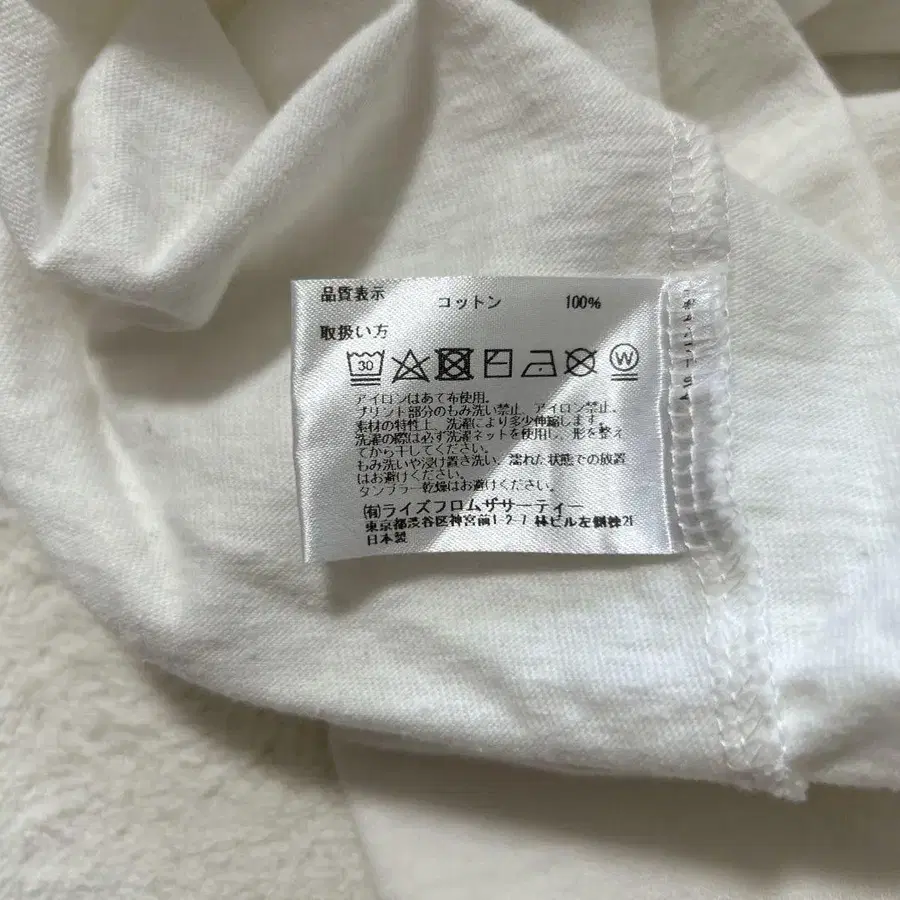 品質表示 コットン 100%
取扱い方
30 W
アイロンはあて布使用。
プリント部分のもみ洗い禁止、アイロン禁止。
素材の特性上、洗濯により多少伸縮します。
洗濯の際は必ず洗濯ネットを使用し、形を整え
てから干してください。
もみ洗いや浸け置き洗い、濡れた状態での放置
はお避けください。
タンブラー乾燥はお避けください。
(有)ライズフロムザサーティー
東京都渋谷区神宮前1-2-7 林ビル左側棟2F
日本製